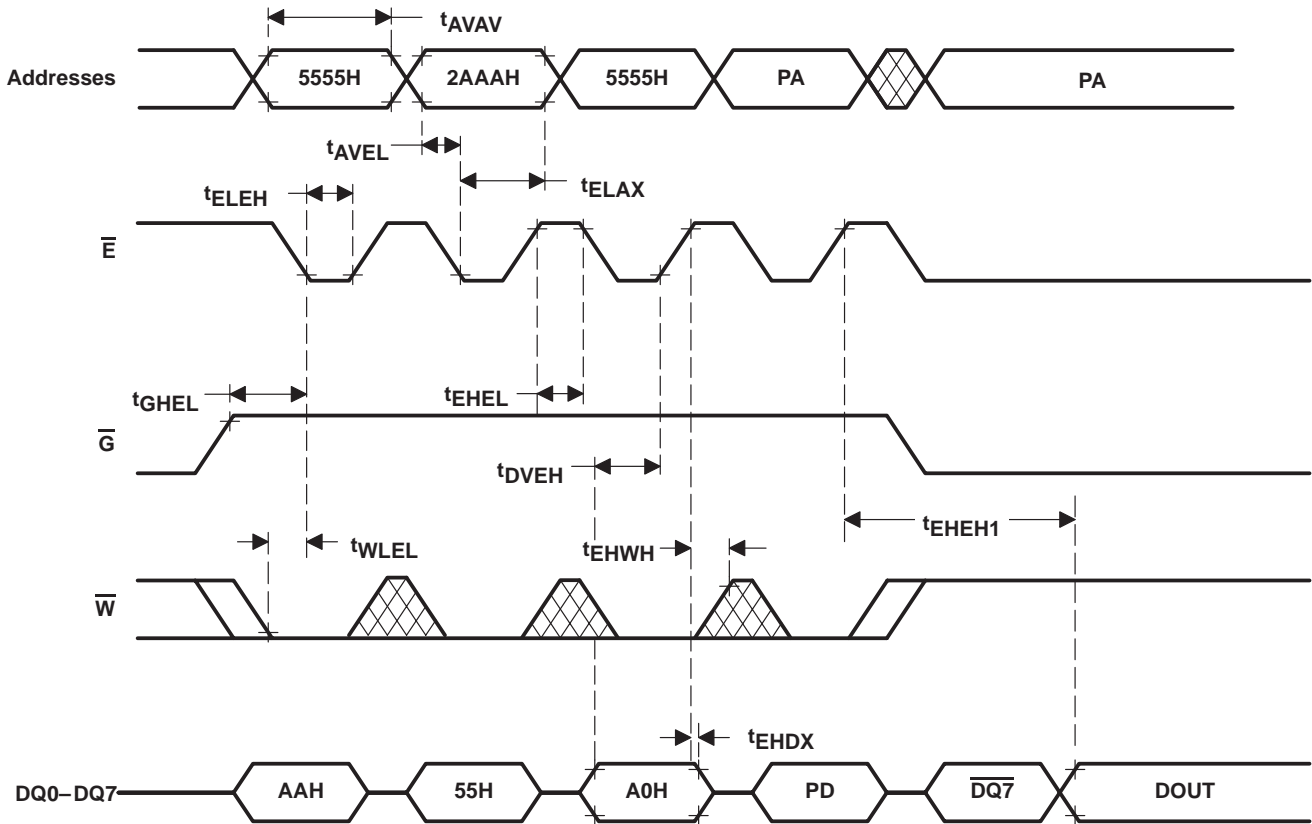 tAVAV
Addresses 5555H 2AAAH 5555H PA PA
tAVEL
tELEH tELAX
E̅
tGHEL tEHEL
G̅
tDVEH
tEHEH1
tWLEL tEHWH
W̅
tEHDX
DQ0–DQ7 AAH 55H A0H PD D̅Q̅7̅ DOUT